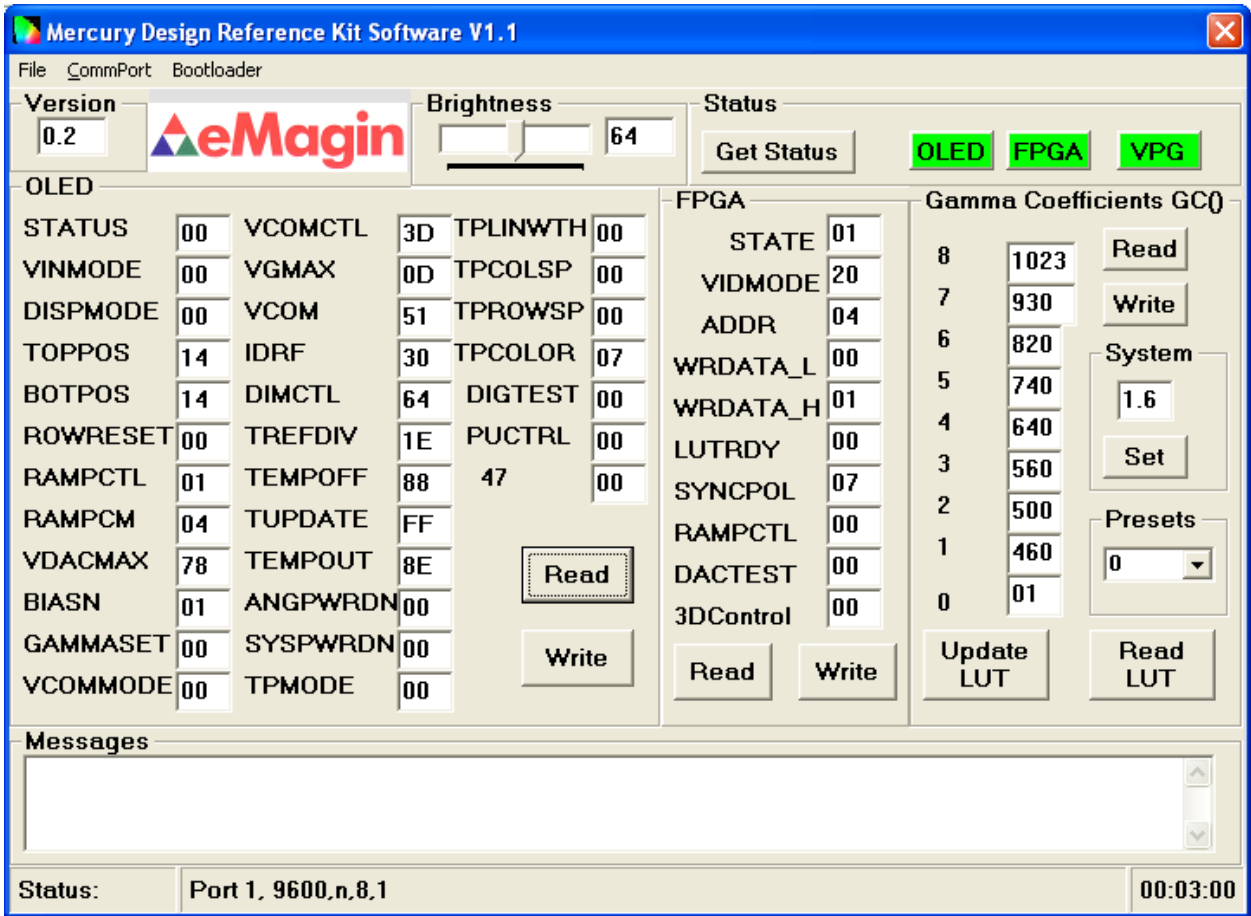 Mercury Design Reference Kit Software V1.1
File CommPort Bootloader
Version
0.2
eMagin
Brightness
64
Status
Get Status
OLED FPGA VPG
OLED
STATUS 00 VCOMCTL 3D TPLINWTH 00
VINMODE 00 VGMAX 0D TPCOLSP 00
DISPMODE 00 VCOM 51 TPROWSP 00
TOPPOS 14 IDRF 30 TPCOLOR 07
BOTPOS 14 DIMCTL 64 DIGTEST 00
ROWRESET 00 TREFDIV 1E PUCTRL 00
RAMPCTL 01 TEMPOFF 88 47 00
RAMPCM 04 TUPDATE FF
VDACMAX 78 TEMPOUT 8E
BIASN 01 ANGPWRDN 00
GAMMASET 00 SYSPWRDN 00
VCOMMODE 00 TPMODE 00
Read
Write
FPGA
STATE 01
VIDMODE 20
ADDR 04
WRDATA_L 00
WRDATA_H 01
LUTRDY 00
SYNCPOL 07
RAMPCTL 00
DACTEST 00
3DControl 00
Read Write
Gamma Coefficients GC()
8 1023
7 930
6 820
5 740
4 640
3 560
2 500
1 460
0 01
Read
Write
System
1.6
Set
Presets
0
Update
LUT
Read
LUT
Messages
Status: Port 1, 9600,n,8,1 00:03:00